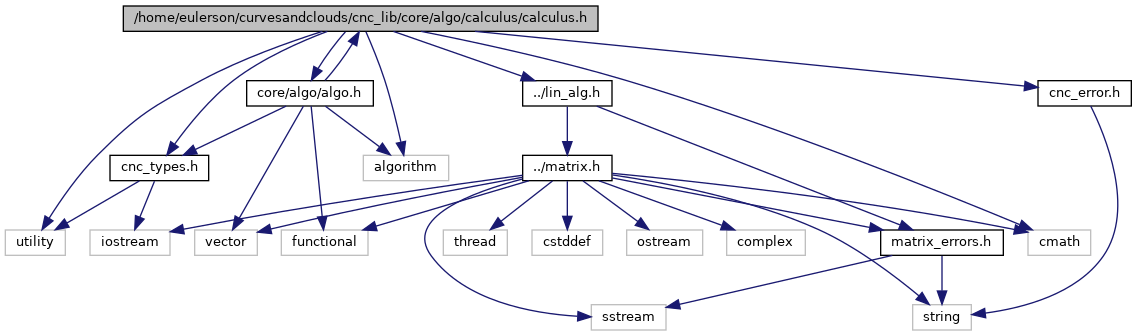 /home/eulerson/curvesandclouds/cnc_lib/core/algo/calculus/calculus.h
core/algo/algo.h
../lin_alg.h
cnc_error.h
cnc_types.h
algorithm
../matrix.h
utility
iostream
vector
functional
thread
cstddef
ostream
complex
matrix_errors.h
cmath
sstream
string